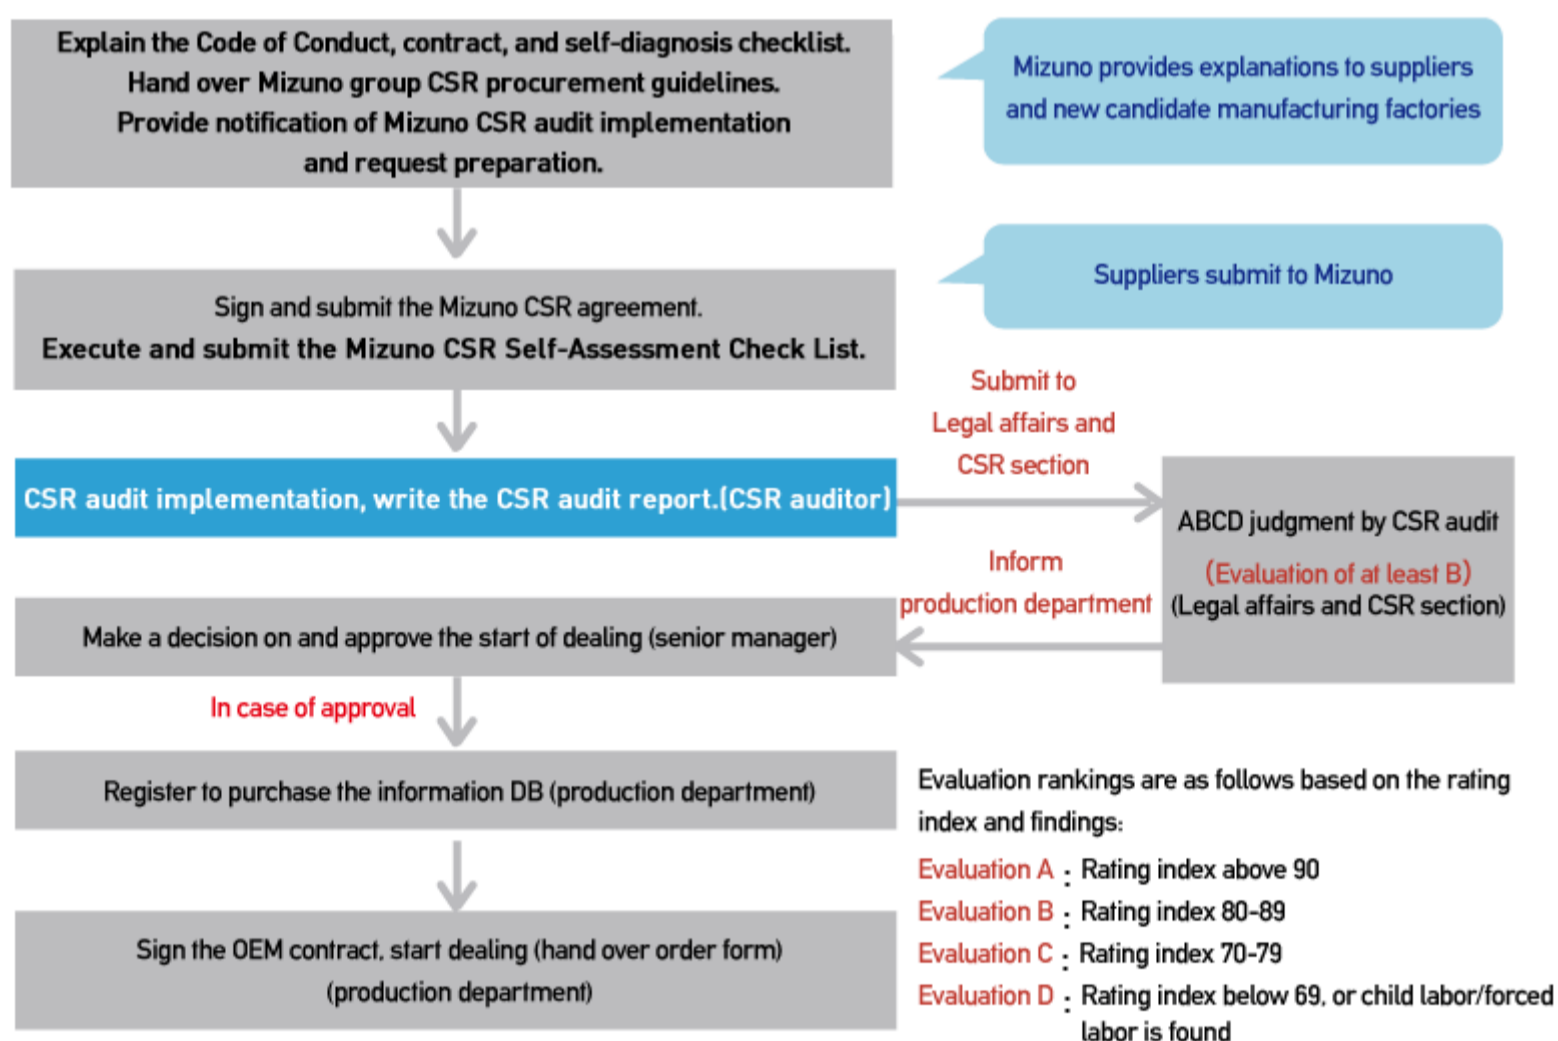 Explain the Code of Conduct, contract, and self-diagnosis checklist.
Hand over Mizuno group CSR procurement guidelines.
Provide notification of Mizuno CSR audit implementation
and request preparation.
Mizuno provides explanations to suppliers
and new candidate manufacturing factories
Sign and submit the Mizuno CSR agreement.
Execute and submit the Mizuno CSR Self-Assessment Check List.
Suppliers submit to Mizuno
Submit to
Legal affairs and
CSR section
CSR audit implementation, write the CSR audit report.(CSR auditor)
ABCD judgment by CSR audit
(Evaluation of at least B)
(Legal affairs and CSR section)
Inform
production department
Make a decision on and approve the start of dealing (senior manager)
In case of approval
Register to purchase the information DB (production department)
Sign the OEM contract, start dealing (hand over order form)
(production department)
Evaluation rankings are as follows based on the rating
index and findings:
Evaluation A : Rating index above 90
Evaluation B : Rating index 80-89
Evaluation C : Rating index 70-79
Evaluation D : Rating index below 69, or child labor/forced
labor is found